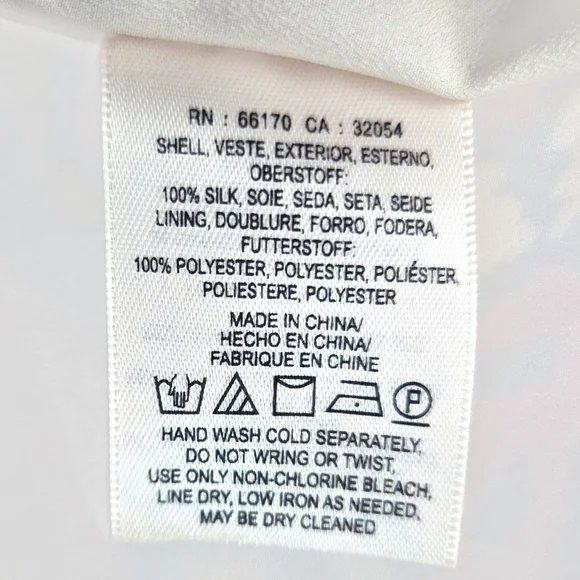 RN : 66170 CA : 32054
SHELL, VESTE, EXTERIOR, ESTERNO,
OBERSTOFF:
100% SILK, SOIE, SEDA, SETA, SEIDE
LINING, DOUBLURE, FORRO, FODERA,
FUTTERSTOFF:
100% POLYESTER, POLYESTER, POLIÉSTER,
POLIESTERE, POLYESTER
MADE IN CHINA/
HECHO EN CHINA/
FABRIQUE EN CHINE
P
HAND WASH COLD SEPARATELY,
DO NOT WRING OR TWIST,
USE ONLY NON-CHLORINE BLEACH,
LINE DRY, LOW IRON AS NEEDED,
MAY BE DRY CLEANED